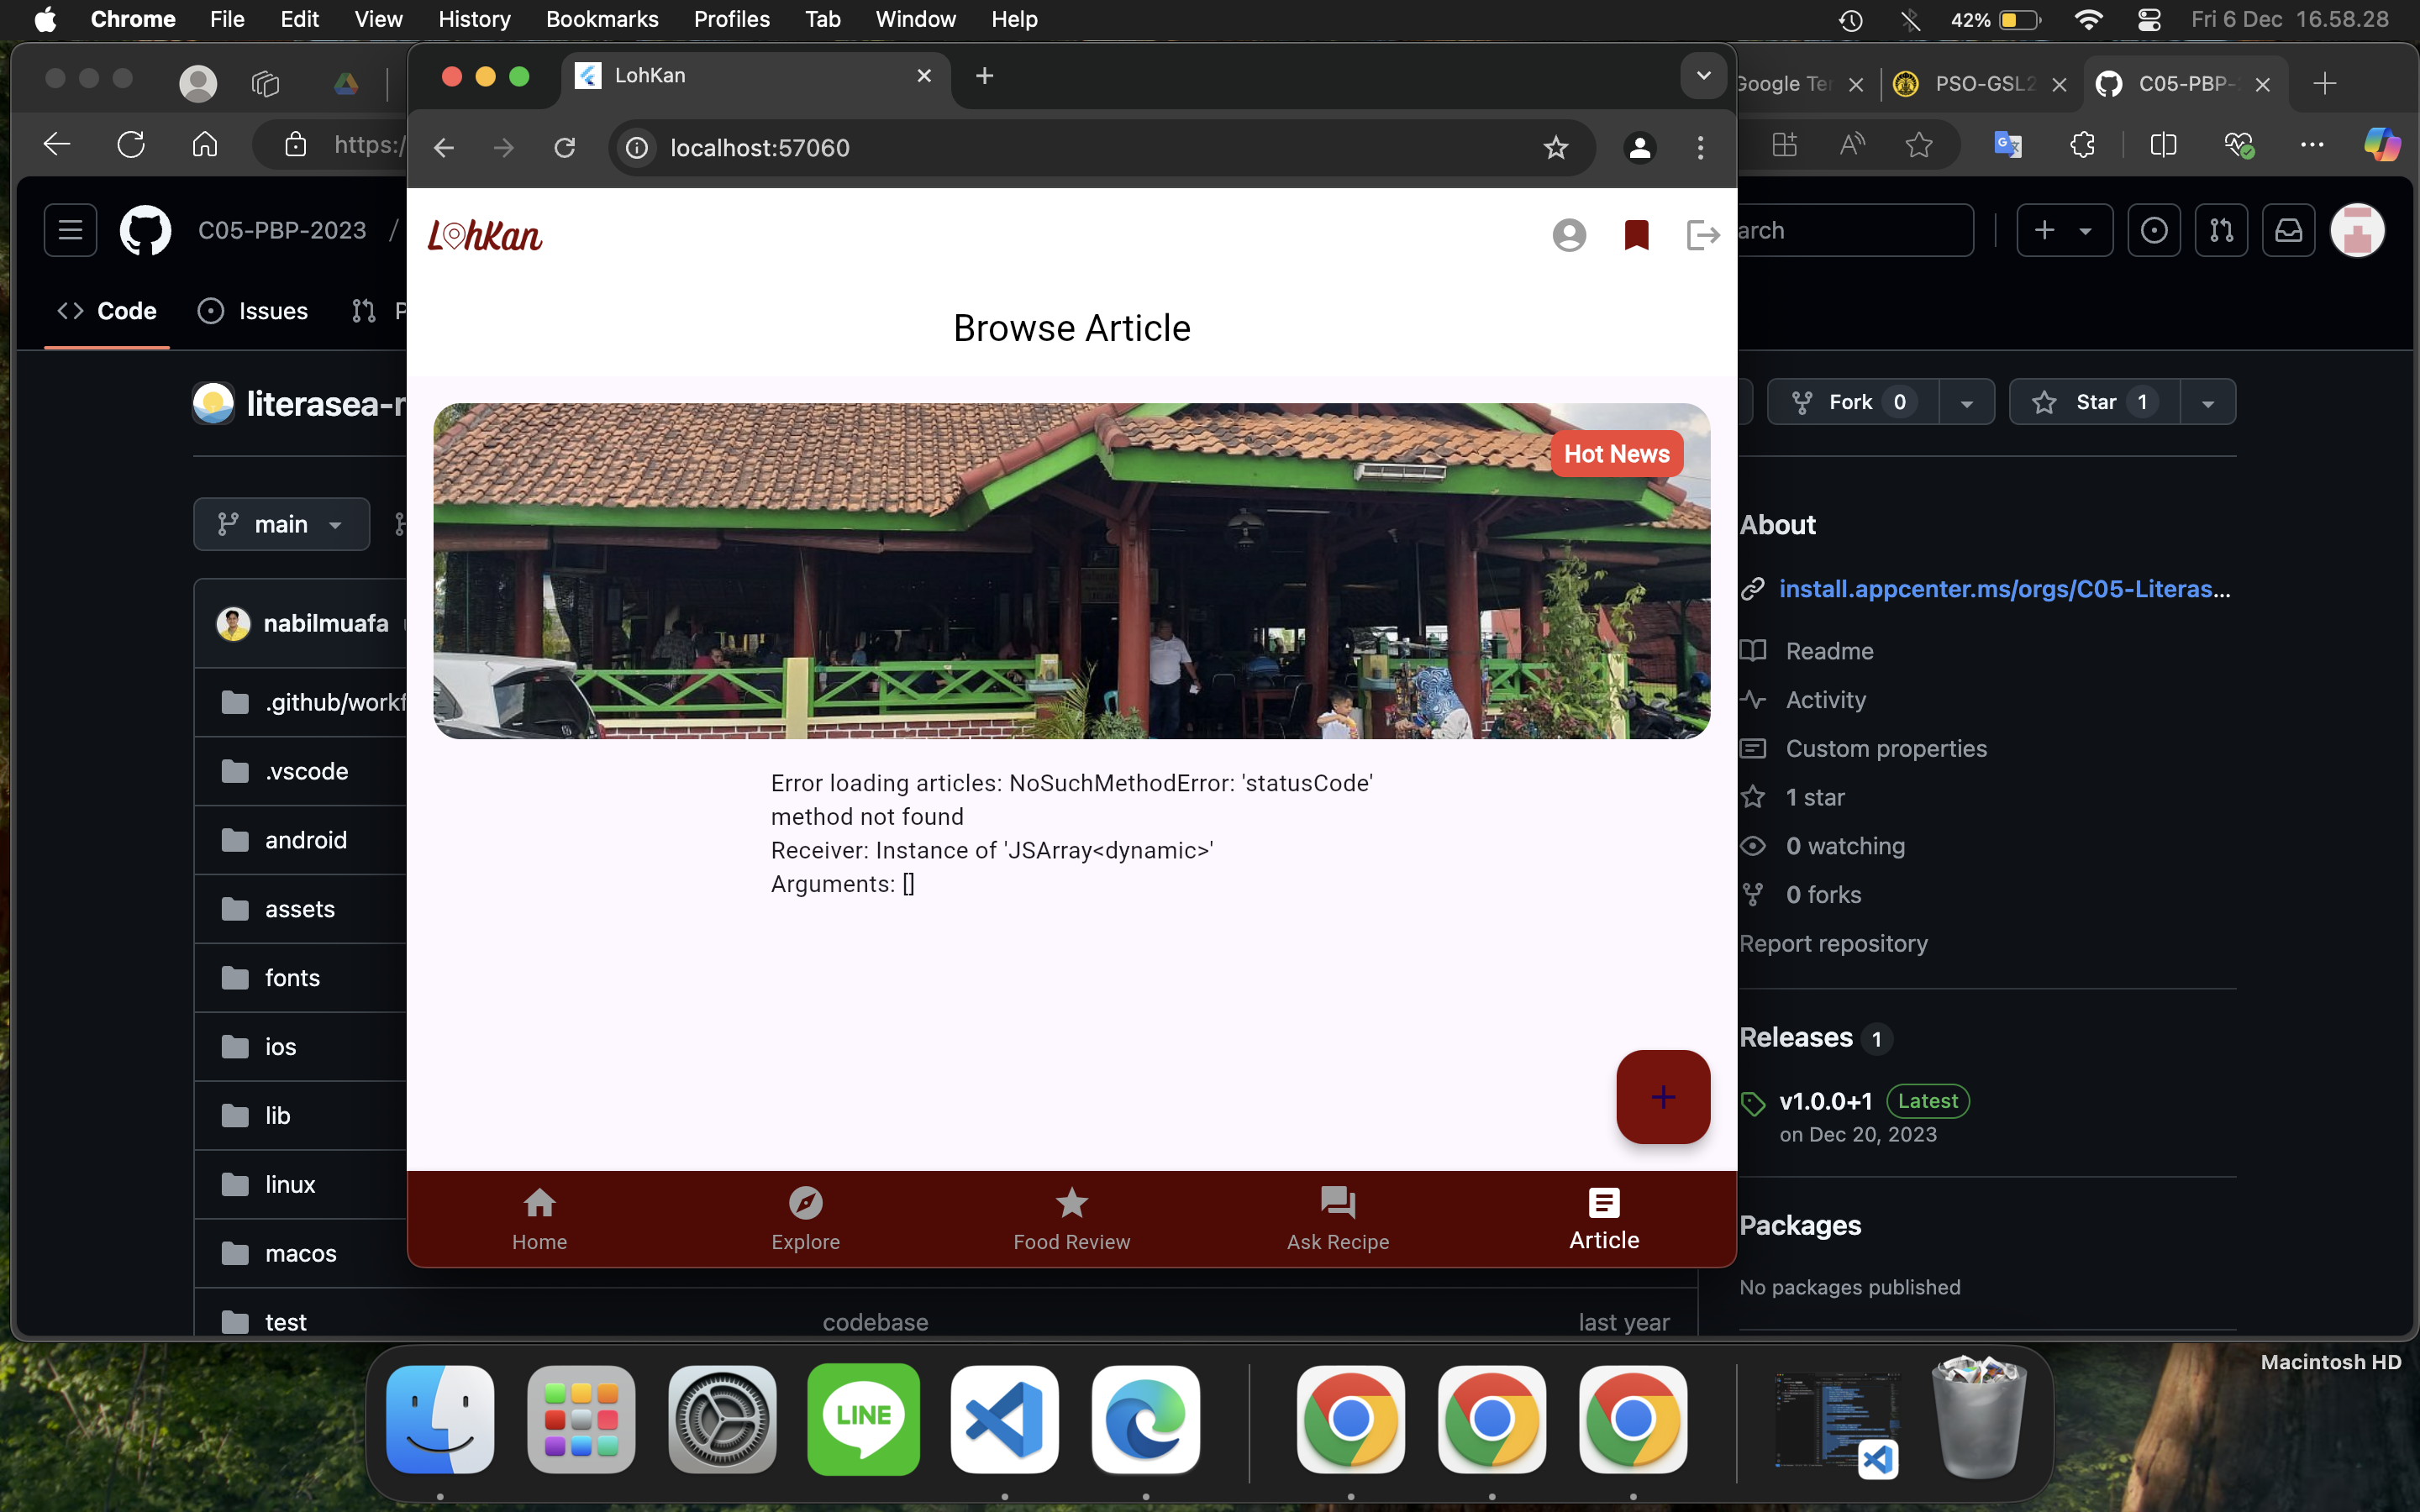 Chrome File Edit View History Bookmarks Profiles Tab Window Help 42% Fri 6 Dec 16.58.28
LohKan
Google Ter
PSO-GSL2
C05-PBP-
https:/
localhost:57060
C05-PBP-2023 /
arch
LohKan
Code Issues P
Browse Article
literasea-r
Fork 0
Star 1
Hot News
main
About
install.appcenter.ms/orgs/C05-Literas...
nabilmuafa
Readme
.github/workf
Activity
.vscode
Custom properties
Error loading articles: NoSuchMethodError: 'statusCode'
method not found
Receiver: Instance of 'JSArray<dynamic>'
Arguments: []
1 star
android
0 watching
assets
0 forks
Report repository
fonts
ios
Releases 1
lib
v1.0.0+1 Latest
on Dec 20, 2023
linux
Home Explore Food Review Ask Recipe Article
Packages
macos
No packages published
test codebase last year
Macintosh HD
LINE